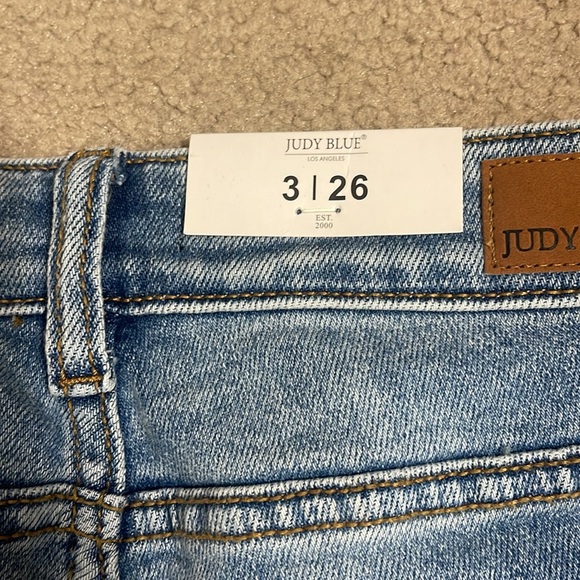 JUDY BLUE®
LOS ANGELES
3 | 26
EST.
2000
JUDY